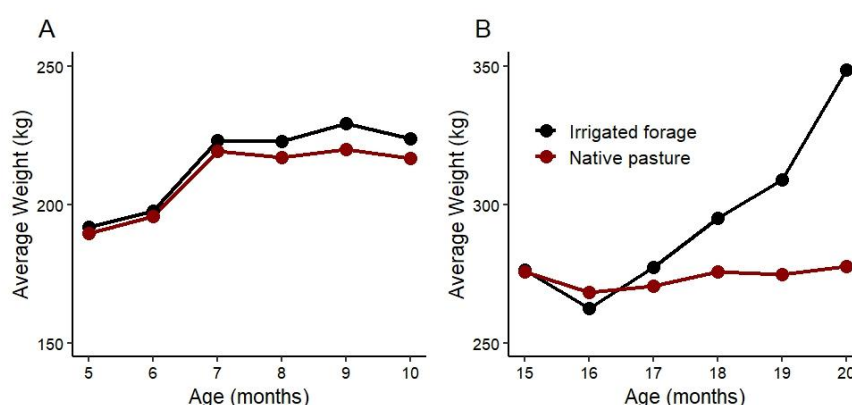 A
Average Weight (kg)
250
200
150
5 6 7 8 9 10
Age (months)
B
Average Weight (kg)
350
300
250
Irrigated forage
Native pasture
15 16 17 18 19 20
Age (months)